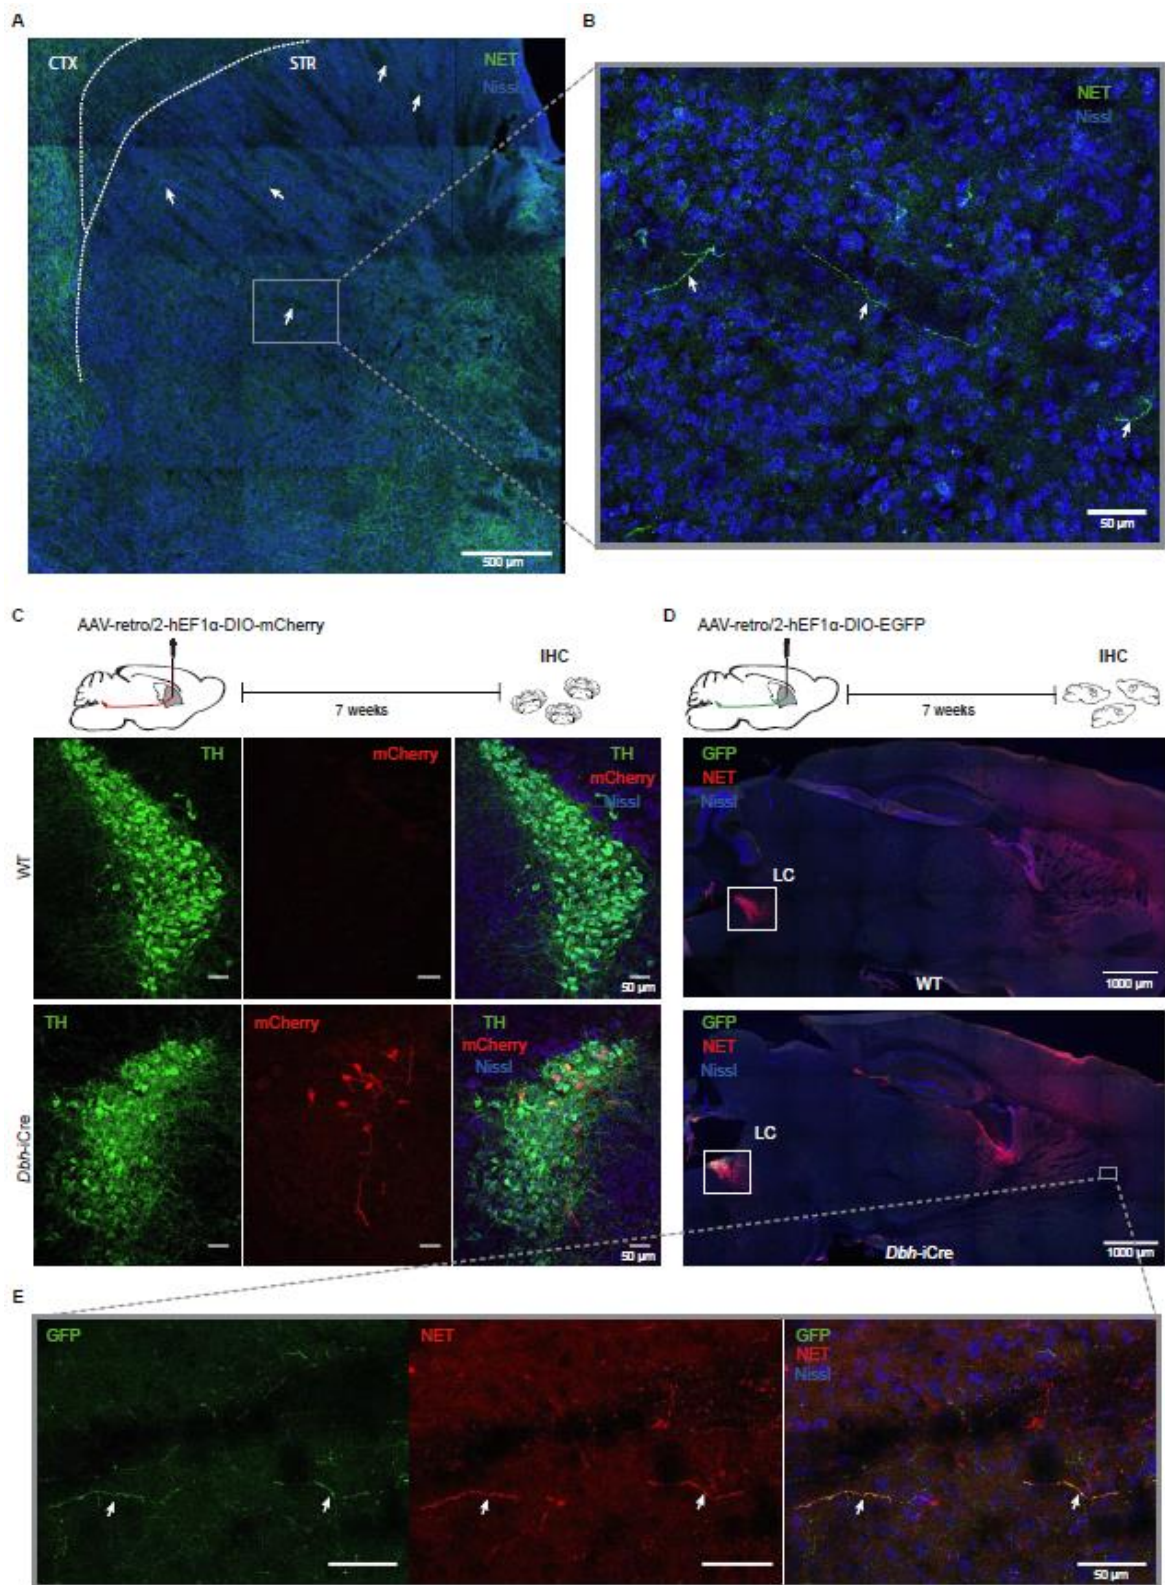 A
CTX
STR
NET
Nissl
500 µm
B
NET
Nissl
50 µm
C
AAV-retro/2-hEF1α-DIO-mCherry
IHC
7 weeks
WT
TH
mCherry
TH
mCherry
Nissl
50 µm
Dbh-iCre
TH
mCherry
TH
mCherry
Nissl
50 µm
D
AAV-retro/2-hEF1α-DIO-EGFP
IHC
7 weeks
GFP
NET
Nissl
LC
WT
1000 µm
GFP
NET
Nissl
LC
Dbh-iCre
1000 µm
E
GFP
NET
GFP
NET
Nissl
50 µm